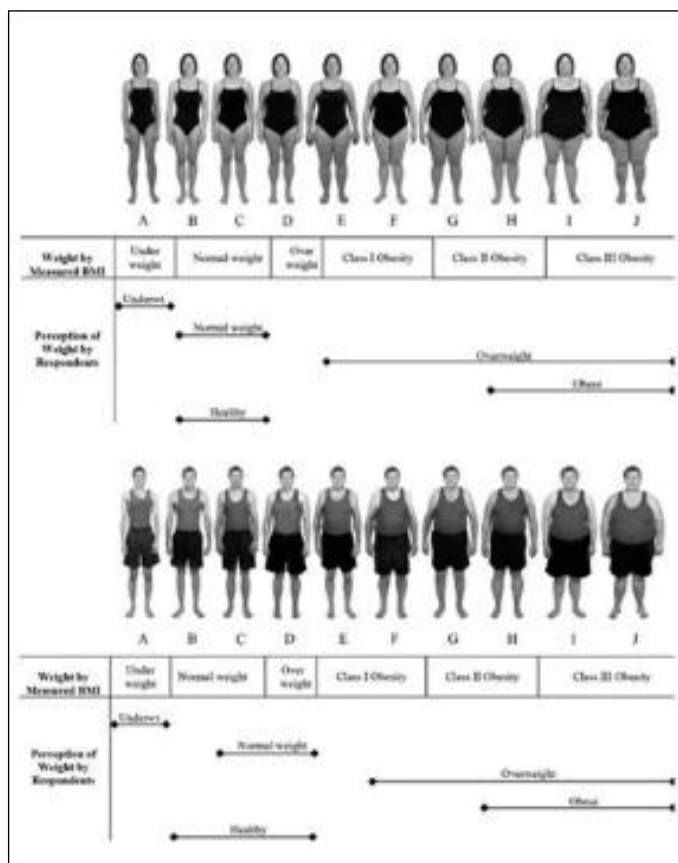 A B C D E F G H I J
Weight by Under Normal weight Over Class I Obesity Class II Obesity Class III Obesity
Measured BMI weight weight
Underwt
Perception of Normal weight
Weight by
Respondents Overweight
Obese
Healthy
A B C D E F G H I J
Weight by Under Normal weight Over Class I Obesity Class II Obesity Class III Obesity
Measured BMI weight weight
Underwt
Perception of Normal weight
Weight by
Respondents Overweight
Obese
Healthy